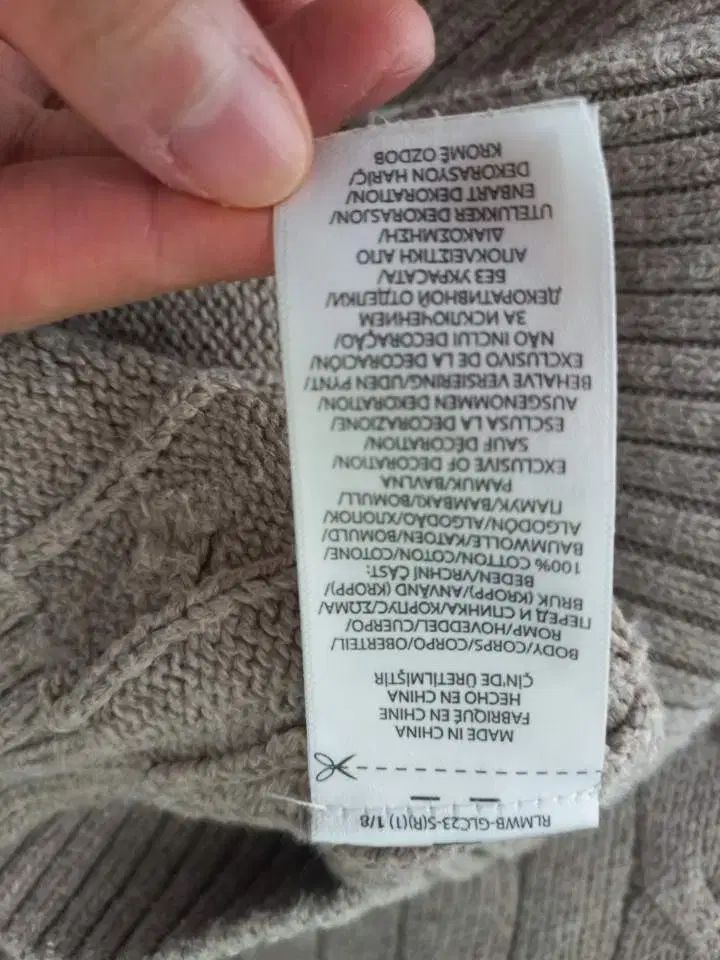 RLMWB-GLC23-S(R)(1) 1/8
MADE IN CHINA
FABRIQUÉ EN CHINE
HECHO EN CHINA
ÇİN'DE ÜRETİLMİŞTİR
BODY/CORPS/CORPO/OBERTEIL/
ROMP/HOVEDDEL/CUERPO/
ПЕРЕД И СПИНКА/КОРПУС/ΣΩΜΑ/
BRUK (KROPP)/ANVÄND (KROPP)/
BEDEN/VRCHNÍ ČÁST:
100% COTTON/COTON/COTONE/
BAUMWOLLE/KATOEN/BOMULD/
ALGODÓN/ALGODÃO/ХЛОПОК/
ПАМУК/ΒΑΜΒΑΚΙ/BOMULL/
PAMUK/BAVLNA
EXCLUSIVE OF DECORATION/
SAUF DÉCORATION/
ESCLUSA LA DECORAZIONE/
AUSGENOMMEN DEKORATION/
BEHALVE VERSIERING/UDEN PYNT/
EXCLUSIVO DE LA DECORACIÓN/
NÃO INCLUI DECORAÇÃO/
ЗА ИСКЛЮЧЕНИЕМ
ДЕКОРАТИВНОЙ ОТДЕЛКИ/
БЕЗ УКРАСАТА/
ΑΠΟΚΛΕΙΣΤΙΚΗ ΑΠΟ
ΔΙΑΚΟΣΜΗΣΗ/
UTELUKKER DEKORASJON/
ENBART DEKORATION/
DEKORASYON HARİÇ/
KROMĚ OZDOB